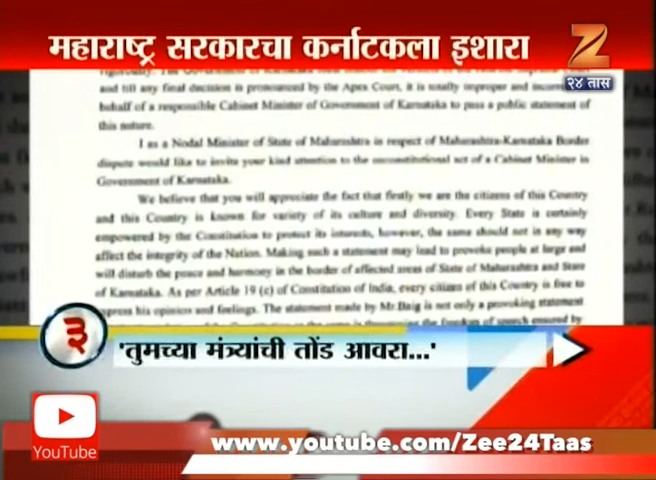 महाराष्ट्र सरकारचा कर्नाटकला इशारा
२४ तास
and till any final decision is pronounced by the Apex Court, it is totally improper and
behalf of a responsible Cabinet Minister of Government of Karnataka to pass a public statement of
this nature.
I as a Nodal Minister of State of Maharashtra in respect of Maharashtra-Karnataka Border
dispute would like to invite your kind attention to the unconstitutional act of a Cabinet Minister in
Government of Karnataka.
We believe that you will appreciate the fact that firstly we are the citizens of this Country
and this Country is known for variety of its culture and diversity. Every State is certainly
empowered by the Constitution to protect its interests, however, the same should not in any way
affect the integrity of the Nation. Making such a statement may lead to provoke people at large and
will disturb the peace and harmony in the border of affected areas of State of Maharashtra and State
of Karnataka. As per Article 19 (c) of Constitution of India, every citizens of this Country is free to
express his opinion and feelings. The statement made by Mr.Baig is not only a provoking statement
the freedom of speech ensured by
३
'तुमच्या मंत्र्यांची तोंड आवरा...'
YouTube
www.youtube.com/Zee24Taas